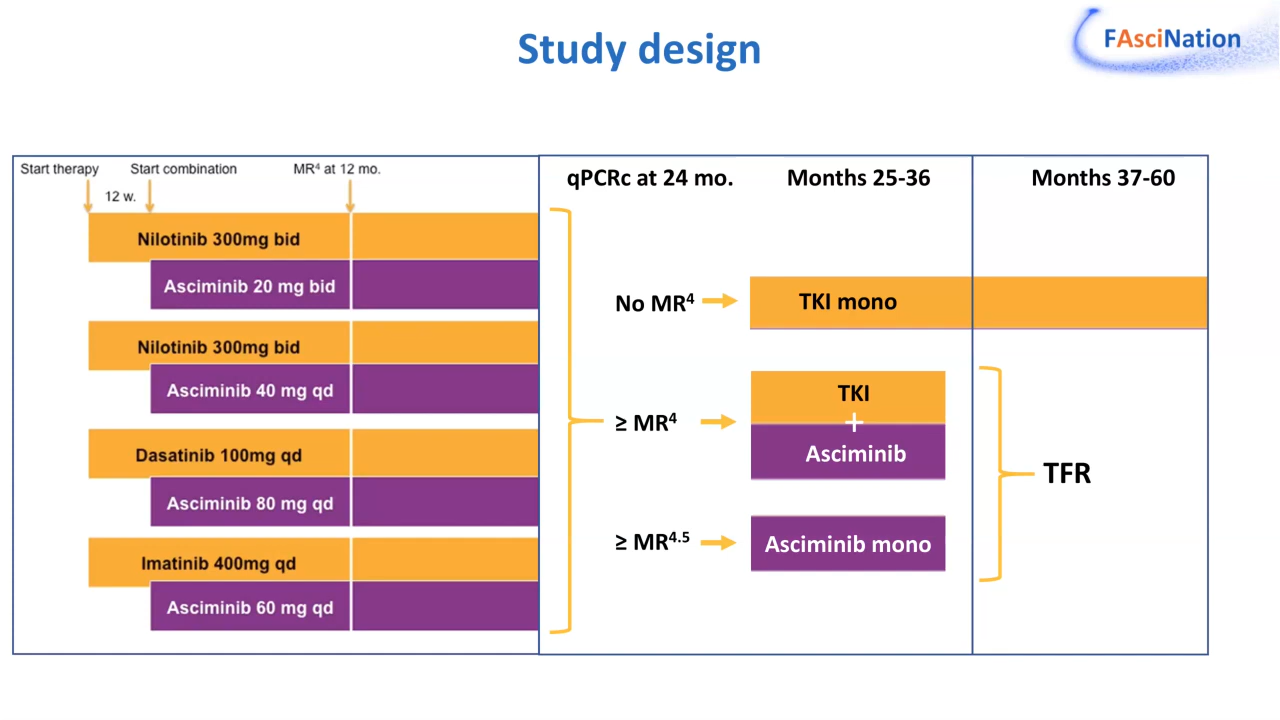 Study design
FAsciNation
Start therapy
Start combination
MR⁴ at 12 mo.
12 w.
Nilotinib 300mg bid
Asciminib 20 mg bid
Nilotinib 300mg bid
Asciminib 40 mg qd
Dasatinib 100mg qd
Asciminib 80 mg qd
Imatinib 400mg qd
Asciminib 60 mg qd
qPCRc at 24 mo.
Months 25-36
Months 37-60
No MR⁴
TKI mono
≥ MR⁴
TKI
+
Asciminib
≥ MR⁴·⁵
Asciminib mono
TFR